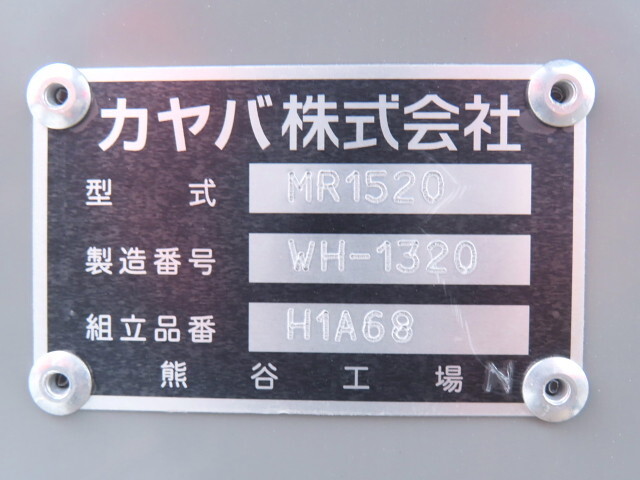 カヤバ株式会社
型式 MR1520
製造番号 WH-1320
組立品番 H1A68
熊谷工場 N